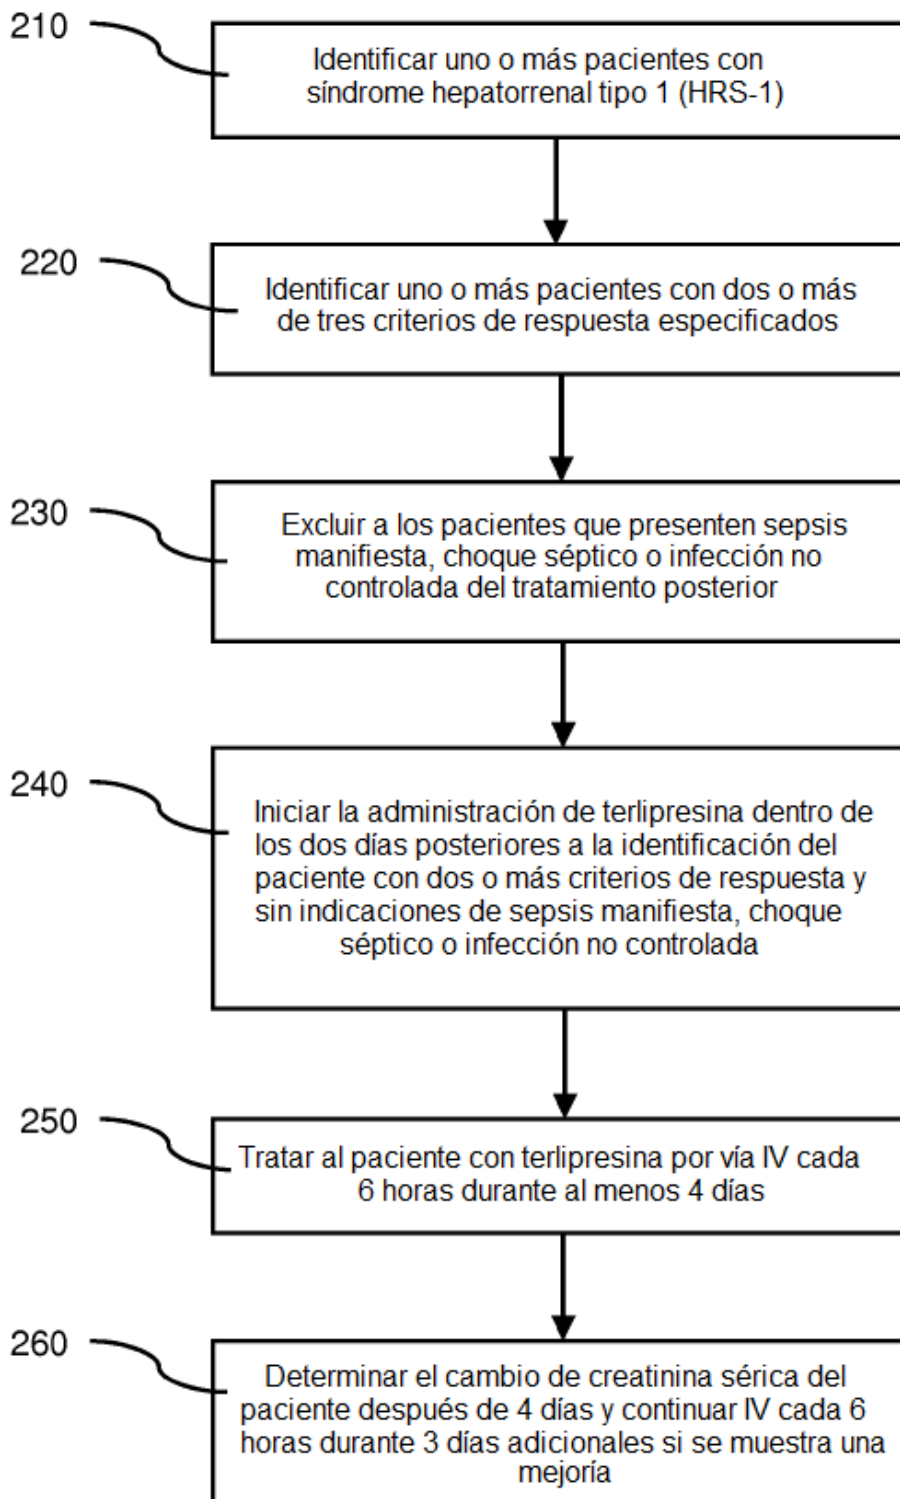 210
Identificar uno o más pacientes con
síndrome hepatorrenal tipo 1 (HRS-1)
220
Identificar uno o más pacientes con dos o más
de tres criterios de respuesta especificados
230
Excluir a los pacientes que presenten sepsis
manifiesta, choque séptico o infección no
controlada del tratamiento posterior
240
Iniciar la administración de terlipresina dentro de
los dos días posteriores a la identificación del
paciente con dos o más criterios de respuesta y
sin indicaciones de sepsis manifiesta, choque
séptico o infección no controlada
250
Tratar al paciente con terlipresina por vía IV cada
6 horas durante al menos 4 días
260
Determinar el cambio de creatinina sérica del
paciente después de 4 días y continuar IV cada 6
horas durante 3 días adicionales si se muestra una
mejoría